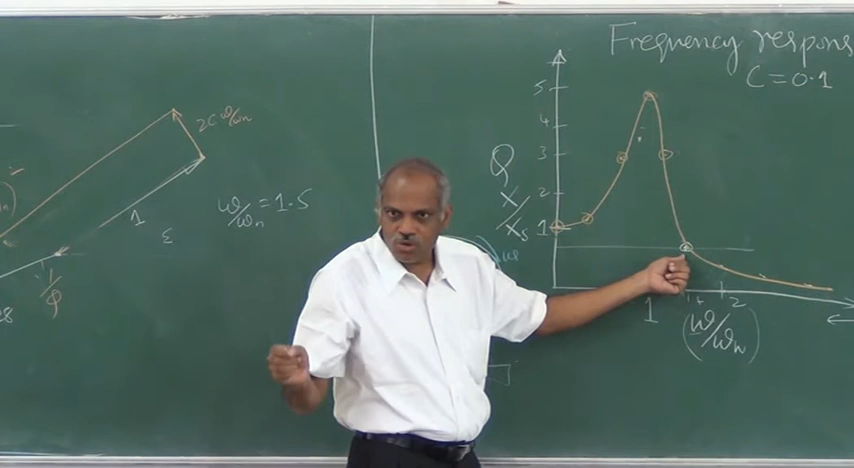 2ζ ω/ωn
1
1/Q
ω/ωn = 1.5
Frequency respons
ζ = 0.1
5
4
3
2
1
Q
X/Xs
1
2
(ω/ωn)